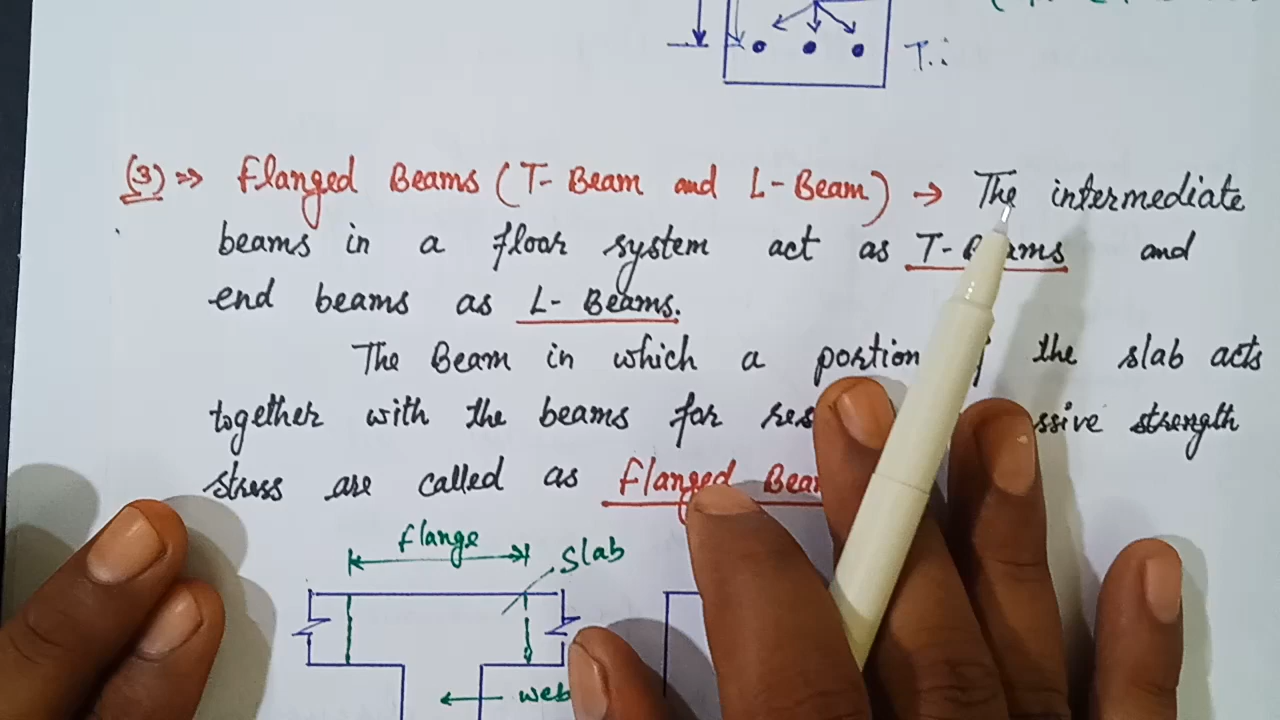 (3) ⇒ Flanged Beams (T- Beam and L-Beam) → The intermediate
beams in a floor system act as T-Beams and
end beams as L- Beams.
The Beam in which a portion the slab acts
together with the beams for strength
stress are called as Flanged
flange
slab
web